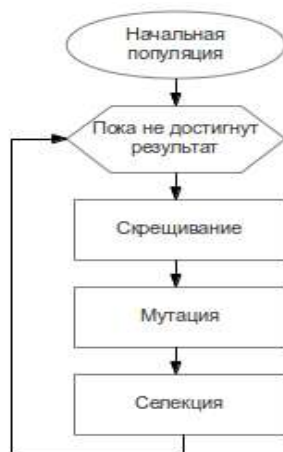 Начальная
популяция
Пока не достигнут
результат
Скрещивание
Мутация
Селекция